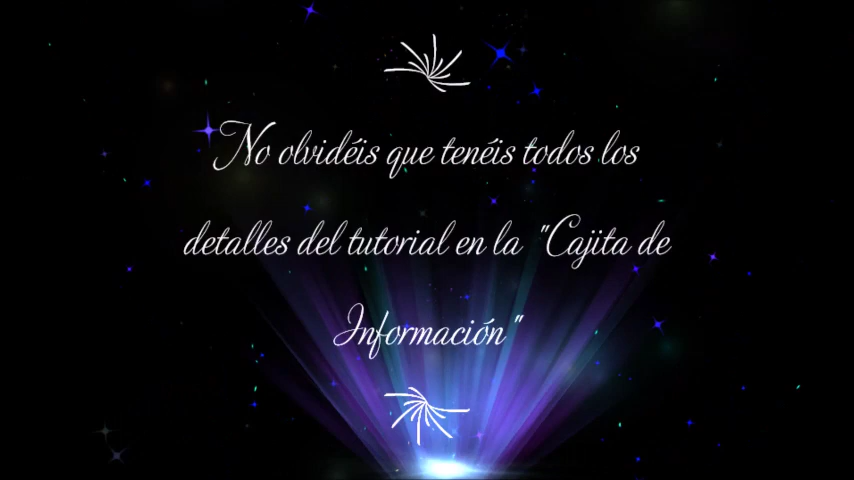 No olvidéis que tenéis todos los
detalles del tutorial en la "Cajita de
Información"